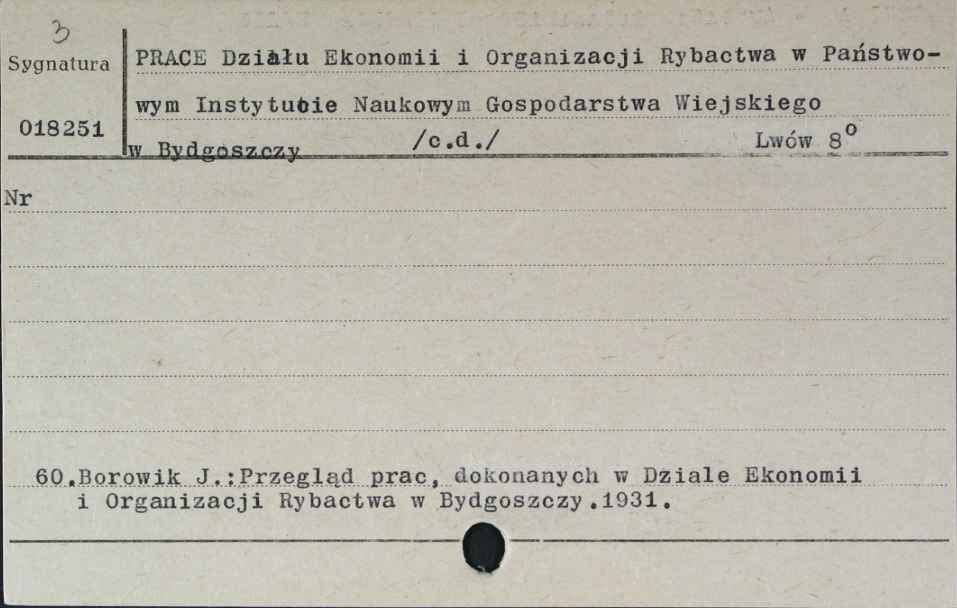 3
Sygnatura
018251
PRACE Działu Ekonomii i Organizacji Rybactwa w Państwo-
wym Instytucie Naukowym Gospodarstwa Wiejskiego
w Bydgoszczy /c.d./ Lwów 8°
Nr
60.Borowik J.:Przegląd prac, dokonanych w Dziale Ekonomii
i Organizacji Rybactwa w Bydgoszczy.1931.